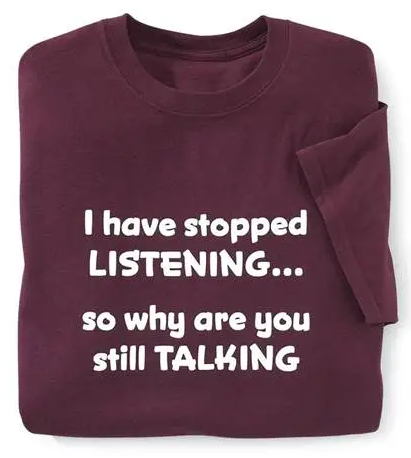 I have stopped
LISTENING...
so why are you
still TALKING